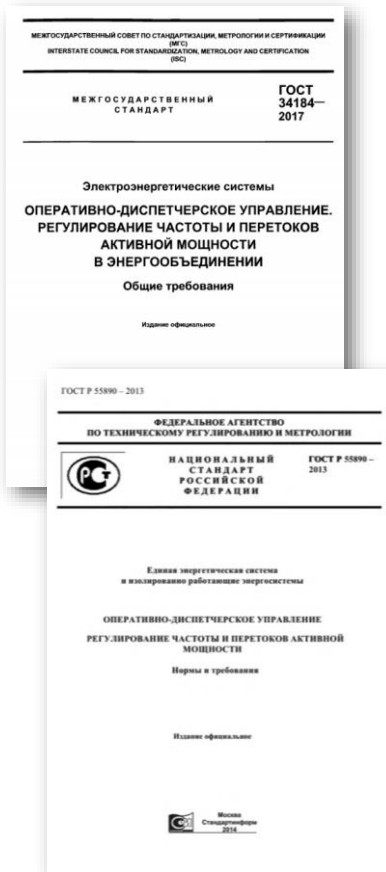 МЕЖГОСУДАРСТВЕННЫЙ СОВЕТ ПО СТАНДАРТИЗАЦИИ, МЕТРОЛОГИИ И СЕРТИФИКАЦИИ
(МГС)
INTERSTATE COUNCIL FOR STANDARDIZATION, METROLOGY AND CERTIFICATION
(ISC)
МЕЖГОСУДАРСТВЕННЫЙ
СТАНДАРТ
ГОСТ
34184—
2017
Электроэнергетические системы
ОПЕРАТИВНО-ДИСПЕТЧЕРСКОЕ УПРАВЛЕНИЕ.
РЕГУЛИРОВАНИЕ ЧАСТОТЫ И ПЕРЕТОКОВ
АКТИВНОЙ МОЩНОСТИ
В ЭНЕРГООБЪЕДИНЕНИИ
Общие требования
Издание официальное
ГОСТ Р 55890 – 2013
ФЕДЕРАЛЬНОЕ АГЕНТСТВО
ПО ТЕХНИЧЕСКОМУ РЕГУЛИРОВАНИЮ И МЕТРОЛОГИИ
НАЦИОНАЛЬНЫЙ
СТАНДАРТ
РОССИЙСКОЙ
ФЕДЕРАЦИИ
ГОСТ Р 55890 –
2013
Единая энергетическая система
и изолированно работающие энергосистемы
ОПЕРАТИВНО-ДИСПЕТЧЕРСКОЕ УПРАВЛЕНИЕ
РЕГУЛИРОВАНИЕ ЧАСТОТЫ И ПЕРЕТОКОВ АКТИВНОЙ
МОЩНОСТИ
Нормы и требования
Издание официальное
Москва
Стандартинформ
2014